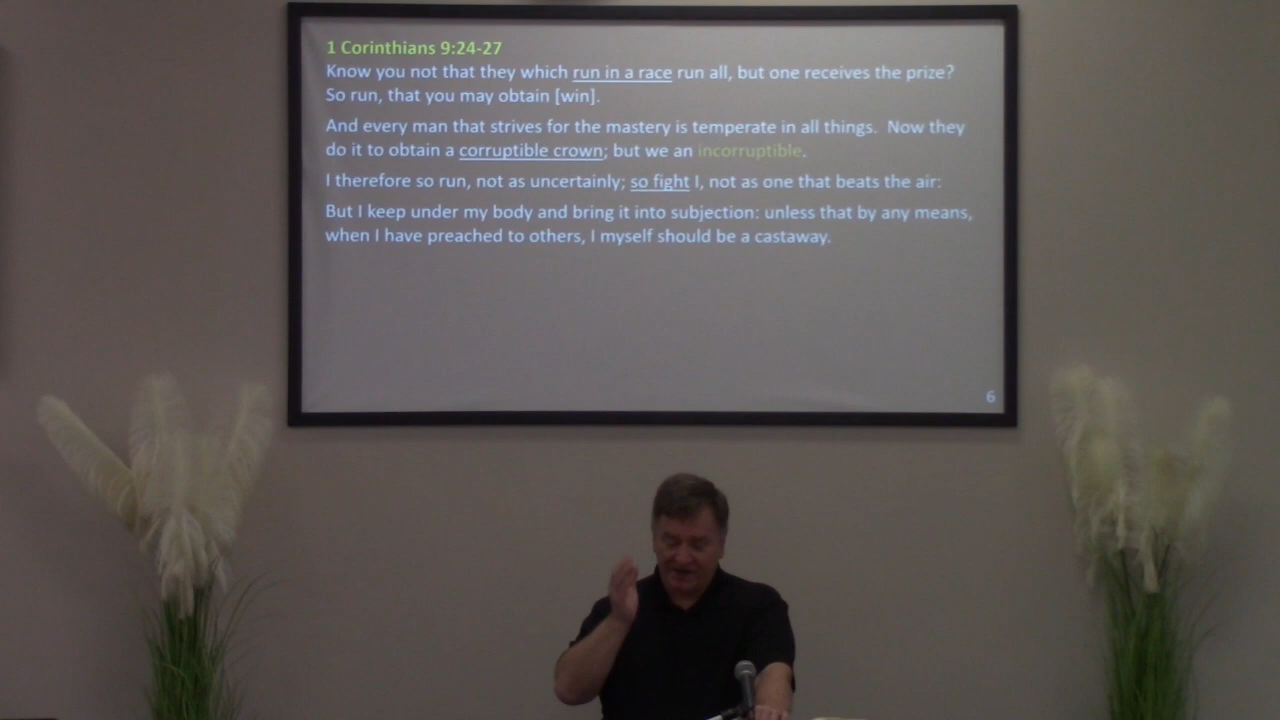 1 Corinthians 9:24-27
Know you not that they which run in a race run all, but one receives the prize?
So run, that you may obtain [win].
And every man that strives for the mastery is temperate in all things.  Now they
do it to obtain a corruptible crown; but we an incorruptible.
I therefore so run, not as uncertainly; so fight I, not as one that beats the air:
But I keep under my body and bring it into subjection: unless that by any means,
when I have preached to others, I myself should be a castaway.
6